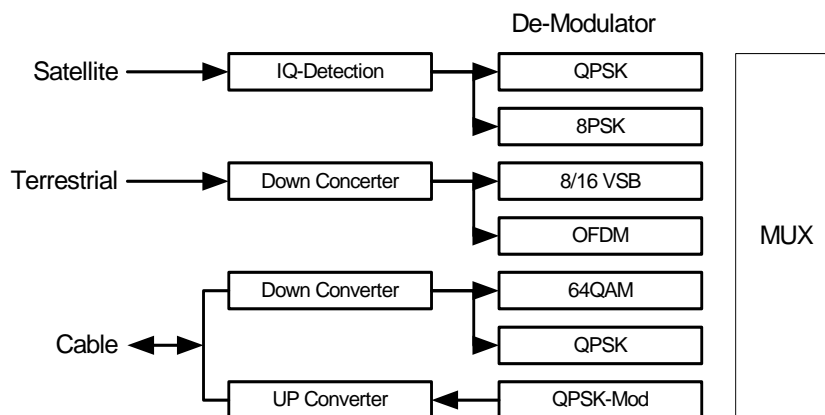 De-Modulator
Satellite
IQ-Detection
QPSK
8PSK
Terrestrial
Down Concerter
8/16 VSB
OFDM
MUX
Down Converter
64QAM
Cable
QPSK
UP Converter
QPSK-Mod